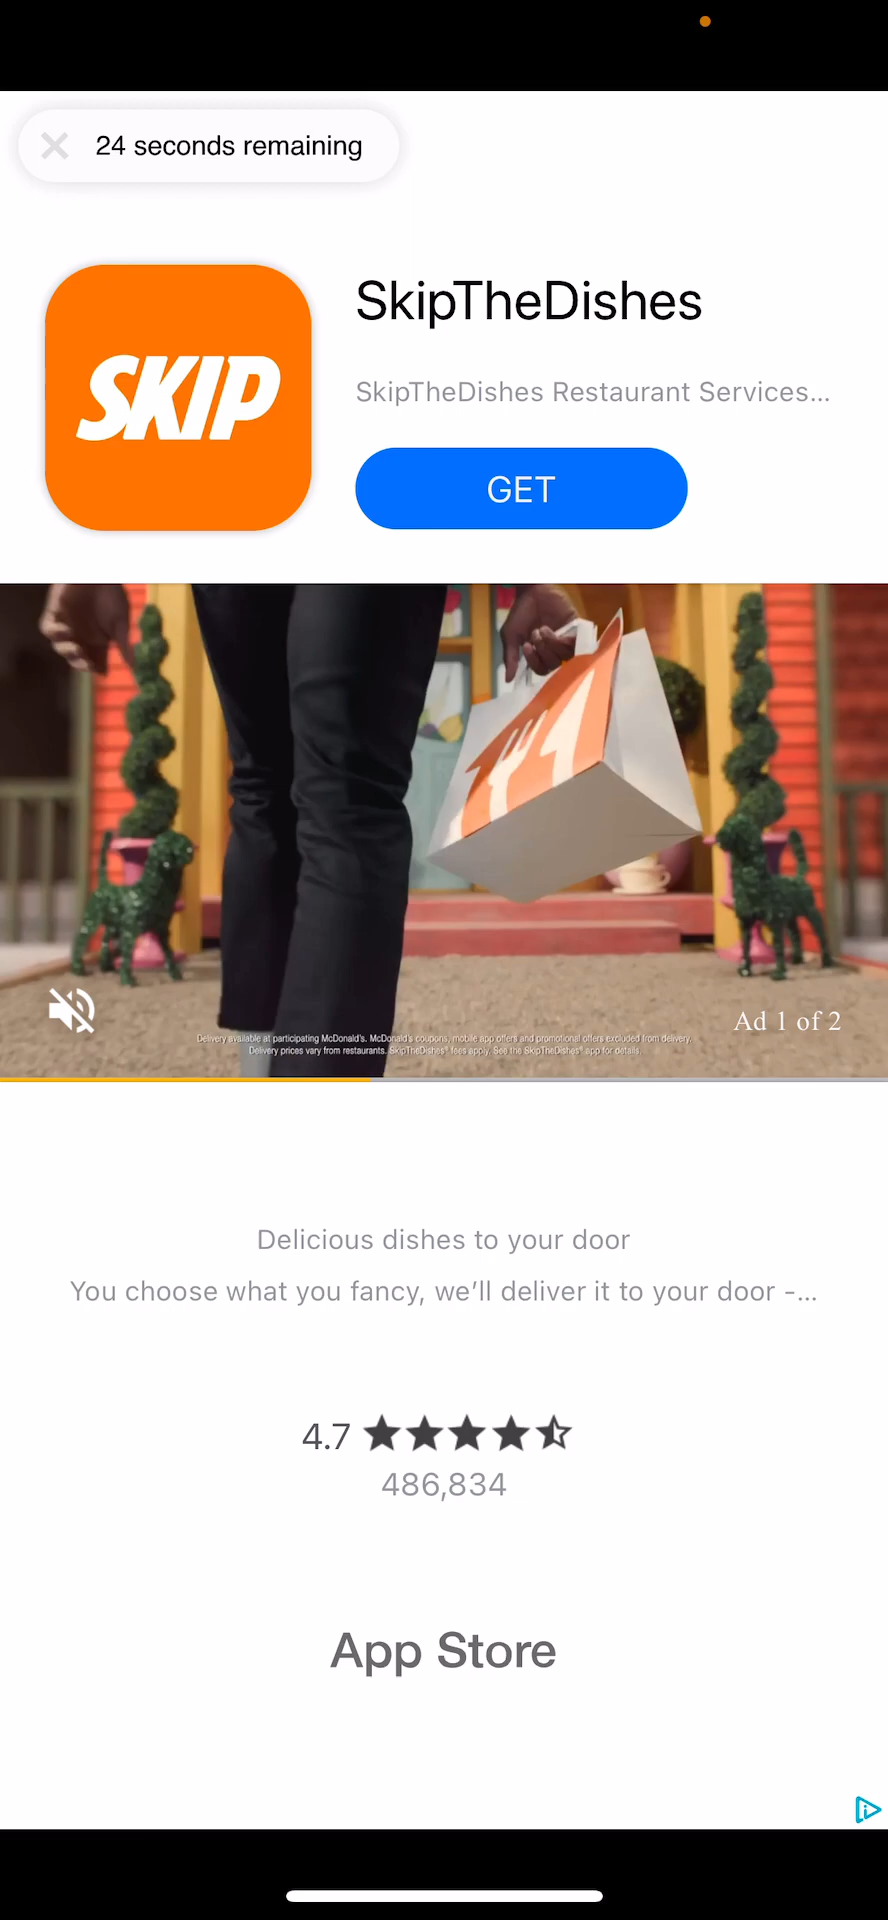 24 seconds remaining
SKIP
SkipTheDishes
SkipTheDishes Restaurant Services...
GET
Ad 1 of 2
Delivery available at participating McDonald's. McDonald's coupons, mobile app offers and promotional offers excluded from delivery.
Delivery prices vary from restaurants. SkipTheDishes® fees apply. See the SkipTheDishes® app for details.
Delicious dishes to your door
You choose what you fancy, we’ll deliver it to your door -...
4.7
486,834
App Store